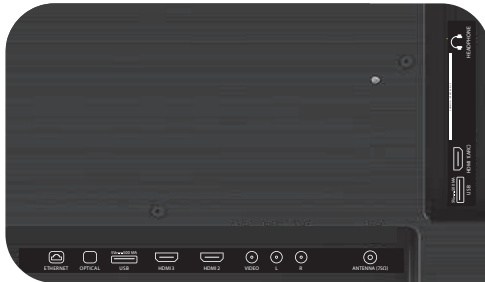 HEADPHONE
HDMI 1(ARC)
USB
ETHERNET
OPTICAL
USB
HDMI 3
HDMI 2
VIDEO
L
R
ANTENNA (75Ω)